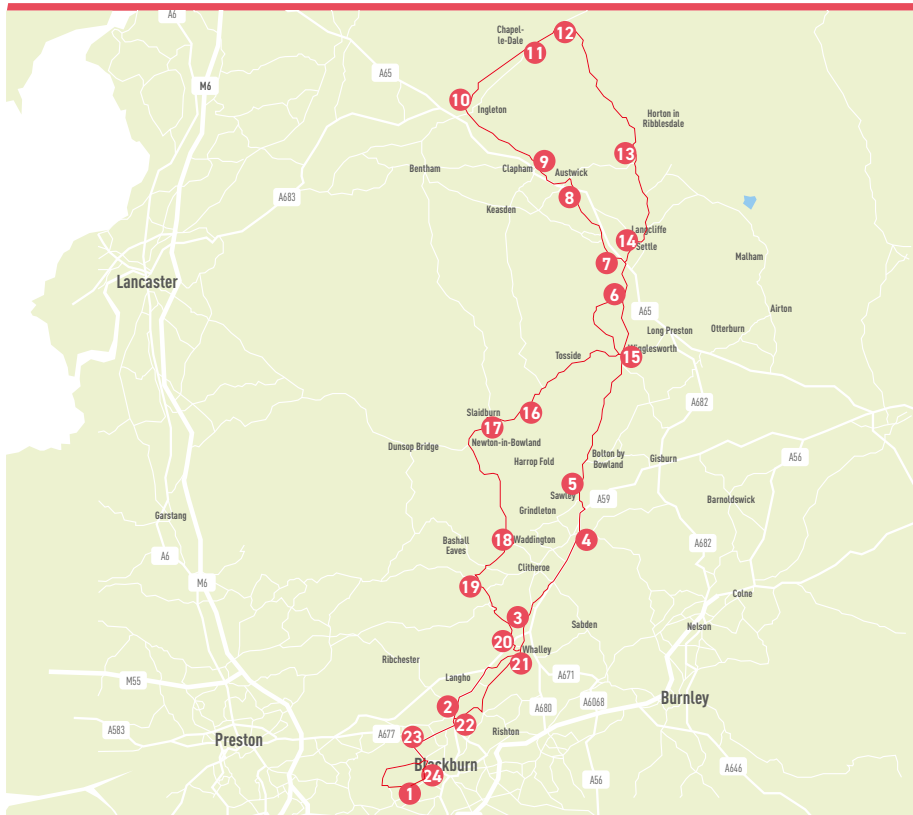 A6
Chapel-
le-Dale
12
11
A65
M6
10
Ingleton
Horton in
Ribblesdale
13
9
Bentham
Clapham
Austwick
A683
8
Keasden
Langcliffe
14
Settle
Malham
7
Lancaster
6
A65
Airton
Long Preston
Otterburn
Tosside
Wigglesworth
15
A682
Slaidburn
16
17
Newton-in-Bowland
Dunsop Bridge
Harrop Fold
Bolton by
Bowland
Gisburn
A56
5
Sawley
A59
Barnoldswick
Garstang
Grindleton
18
Waddington
4
Bashall
Eaves
A682
A6
Clitheroe
M6
19
Colne
3
Sabden
Nelson
20
Whalley
Ribchester
21
Langho
A671
M55
Burnley
A6068
2
A680
22
A583
A677
23
Rishton
Preston
Blackburn
24
A646
A56
1